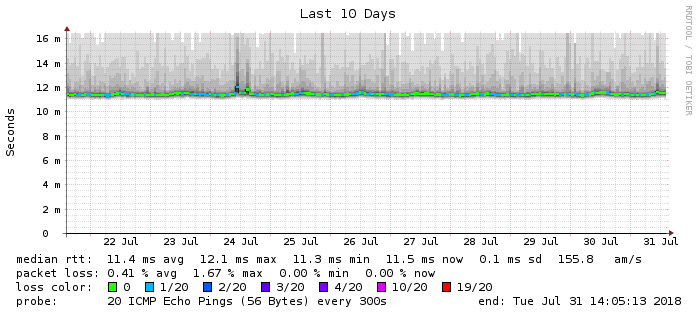 Last 10 Days
RRDTOOL / TOBI OETIKER
Seconds
16 m
14 m
12 m
10 m
8 m
6 m
4 m
2 m
0
22 Jul 23 Jul 24 Jul 25 Jul 26 Jul 27 Jul 28 Jul 29 Jul 30 Jul 31 Jul
median rtt: 11.4 ms avg 12.1 ms max 11.3 ms min 11.5 ms now 0.1 ms sd 155.8 am/s
packet loss: 0.41 % avg 1.67 % max 0.00 % min 0.00 % now
loss color: 0 1/20 2/20 3/20 4/20 10/20 19/20
probe: 20 ICMP Echo Pings (56 Bytes) every 300s end: Tue Jul 31 14:05:13 2018